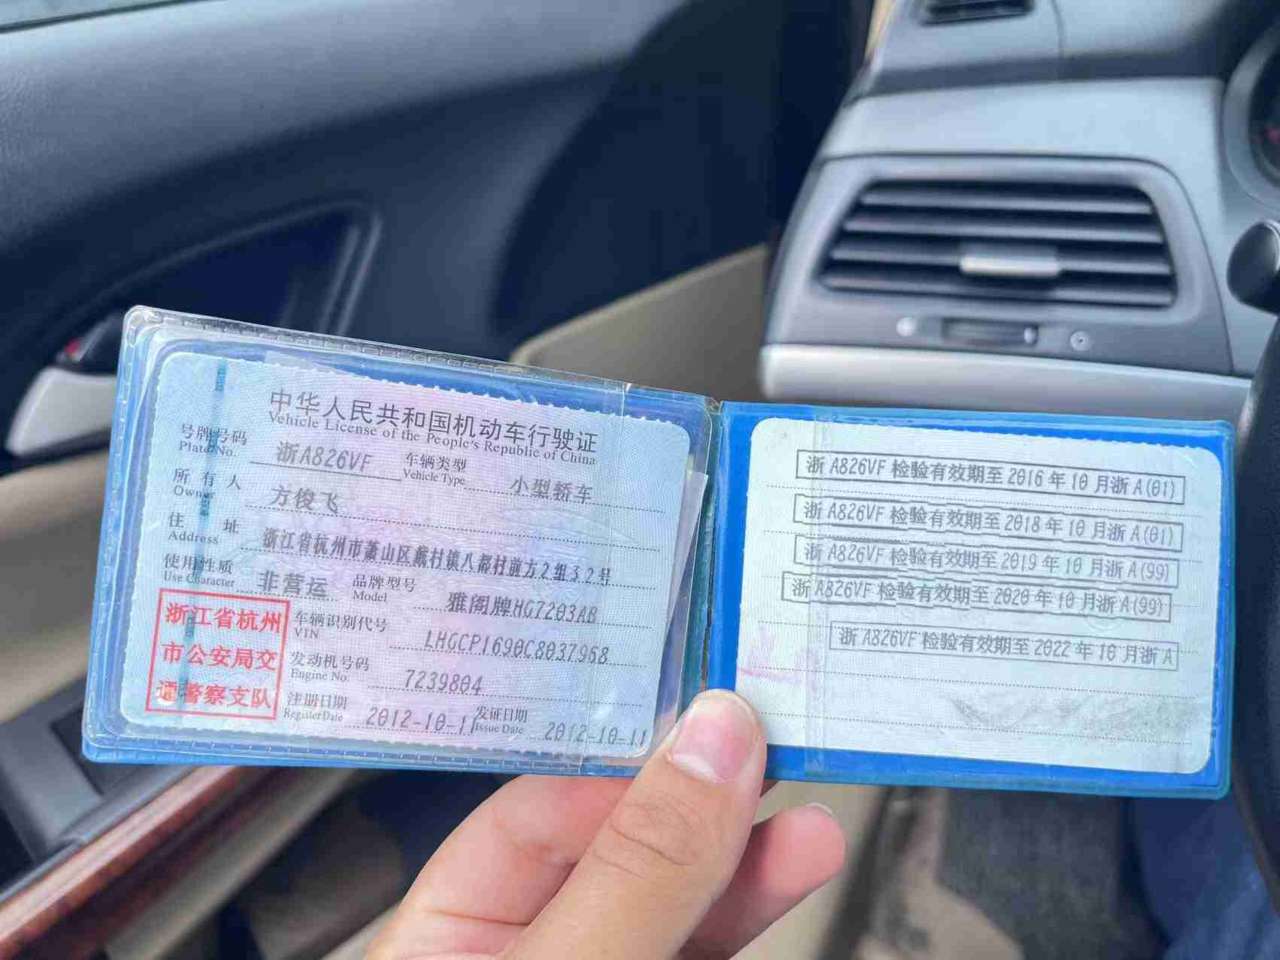 中华人民共和国机动车行驶证
Vehicle License of the People's Republic of China
号牌号码 浙A826VF 车辆类型 小型轿车
Plate No. Vehicle Type
所有人 方俊飞
Owner
住址 浙江省杭州市萧山区戴村镇八都村前方2组32号
Address
使用性质 非营运 品牌型号 雅阁牌HG7203AB
Use Character Model
浙江省杭州
市公安局交
通警察支队
车辆识别代号 LHGCP1690C8037968
VIN
发动机号码 7239804
Engine No.
注册日期 2012-10-11 发证日期 2012-10-11
Register Date Issue Date
浙A826VF 检验有效期至2016年10月浙A(01)
浙A826VF 检验有效期至2018年10月浙A(01)
浙A826VF 检验有效期至2019年10月浙A(99)
浙A826VF 检验有效期至2020年10月浙A(99)
浙A826VF 检验有效期至2022年10月浙A